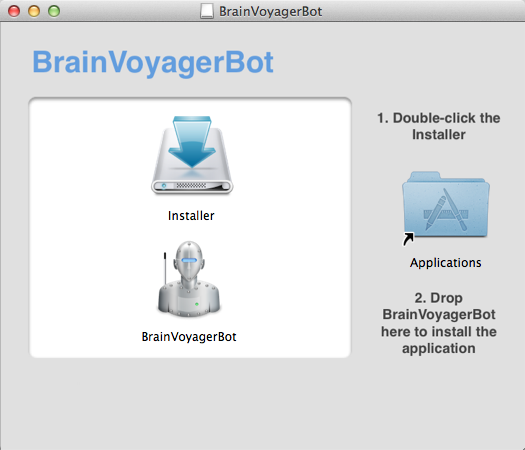 BrainVoyagerBot
BrainVoyagerBot
1. Double-click the
Installer
Installer
Applications
BrainVoyagerBot
2. Drop
BrainVoyagerBot
here to install the
application